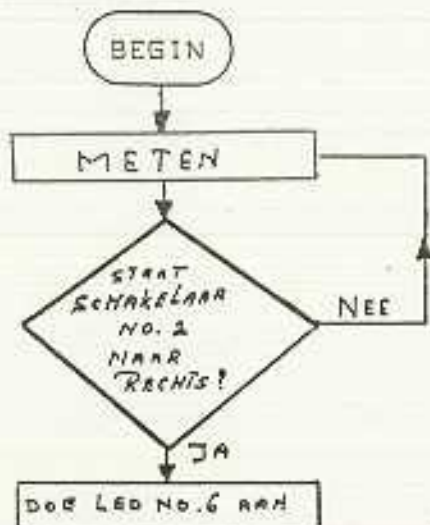 BEGIN
METEN
STAAT
SCHAKELAAR
NO. 2
NAAR
RECHTS?
NEE
JA
DOE LED NO. 6 AAN